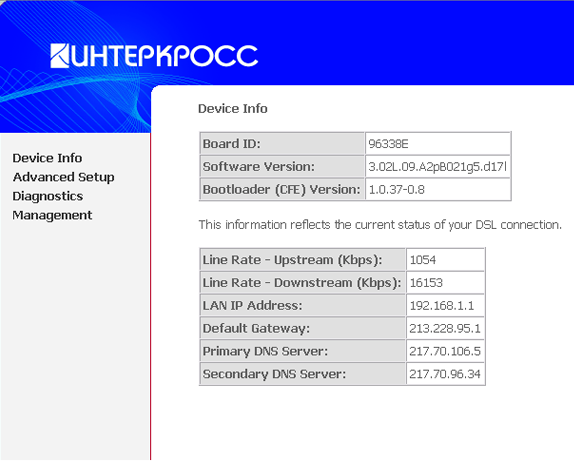 ИНТЕРКРОСС
Device Info
Board ID: 96338E
Software Version: 3.02L.09.A2pB021g5.d17l
Bootloader (CFE) Version: 1.0.37-0.8
Device Info
Advanced Setup
Diagnostics
Management
This information reflects the current status of your DSL connection.
Line Rate - Upstream (Kbps): 1054
Line Rate - Downstream (Kbps): 16153
LAN IP Address: 192.168.1.1
Default Gateway: 213.228.95.1
Primary DNS Server: 217.70.106.5
Secondary DNS Server: 217.70.96.34